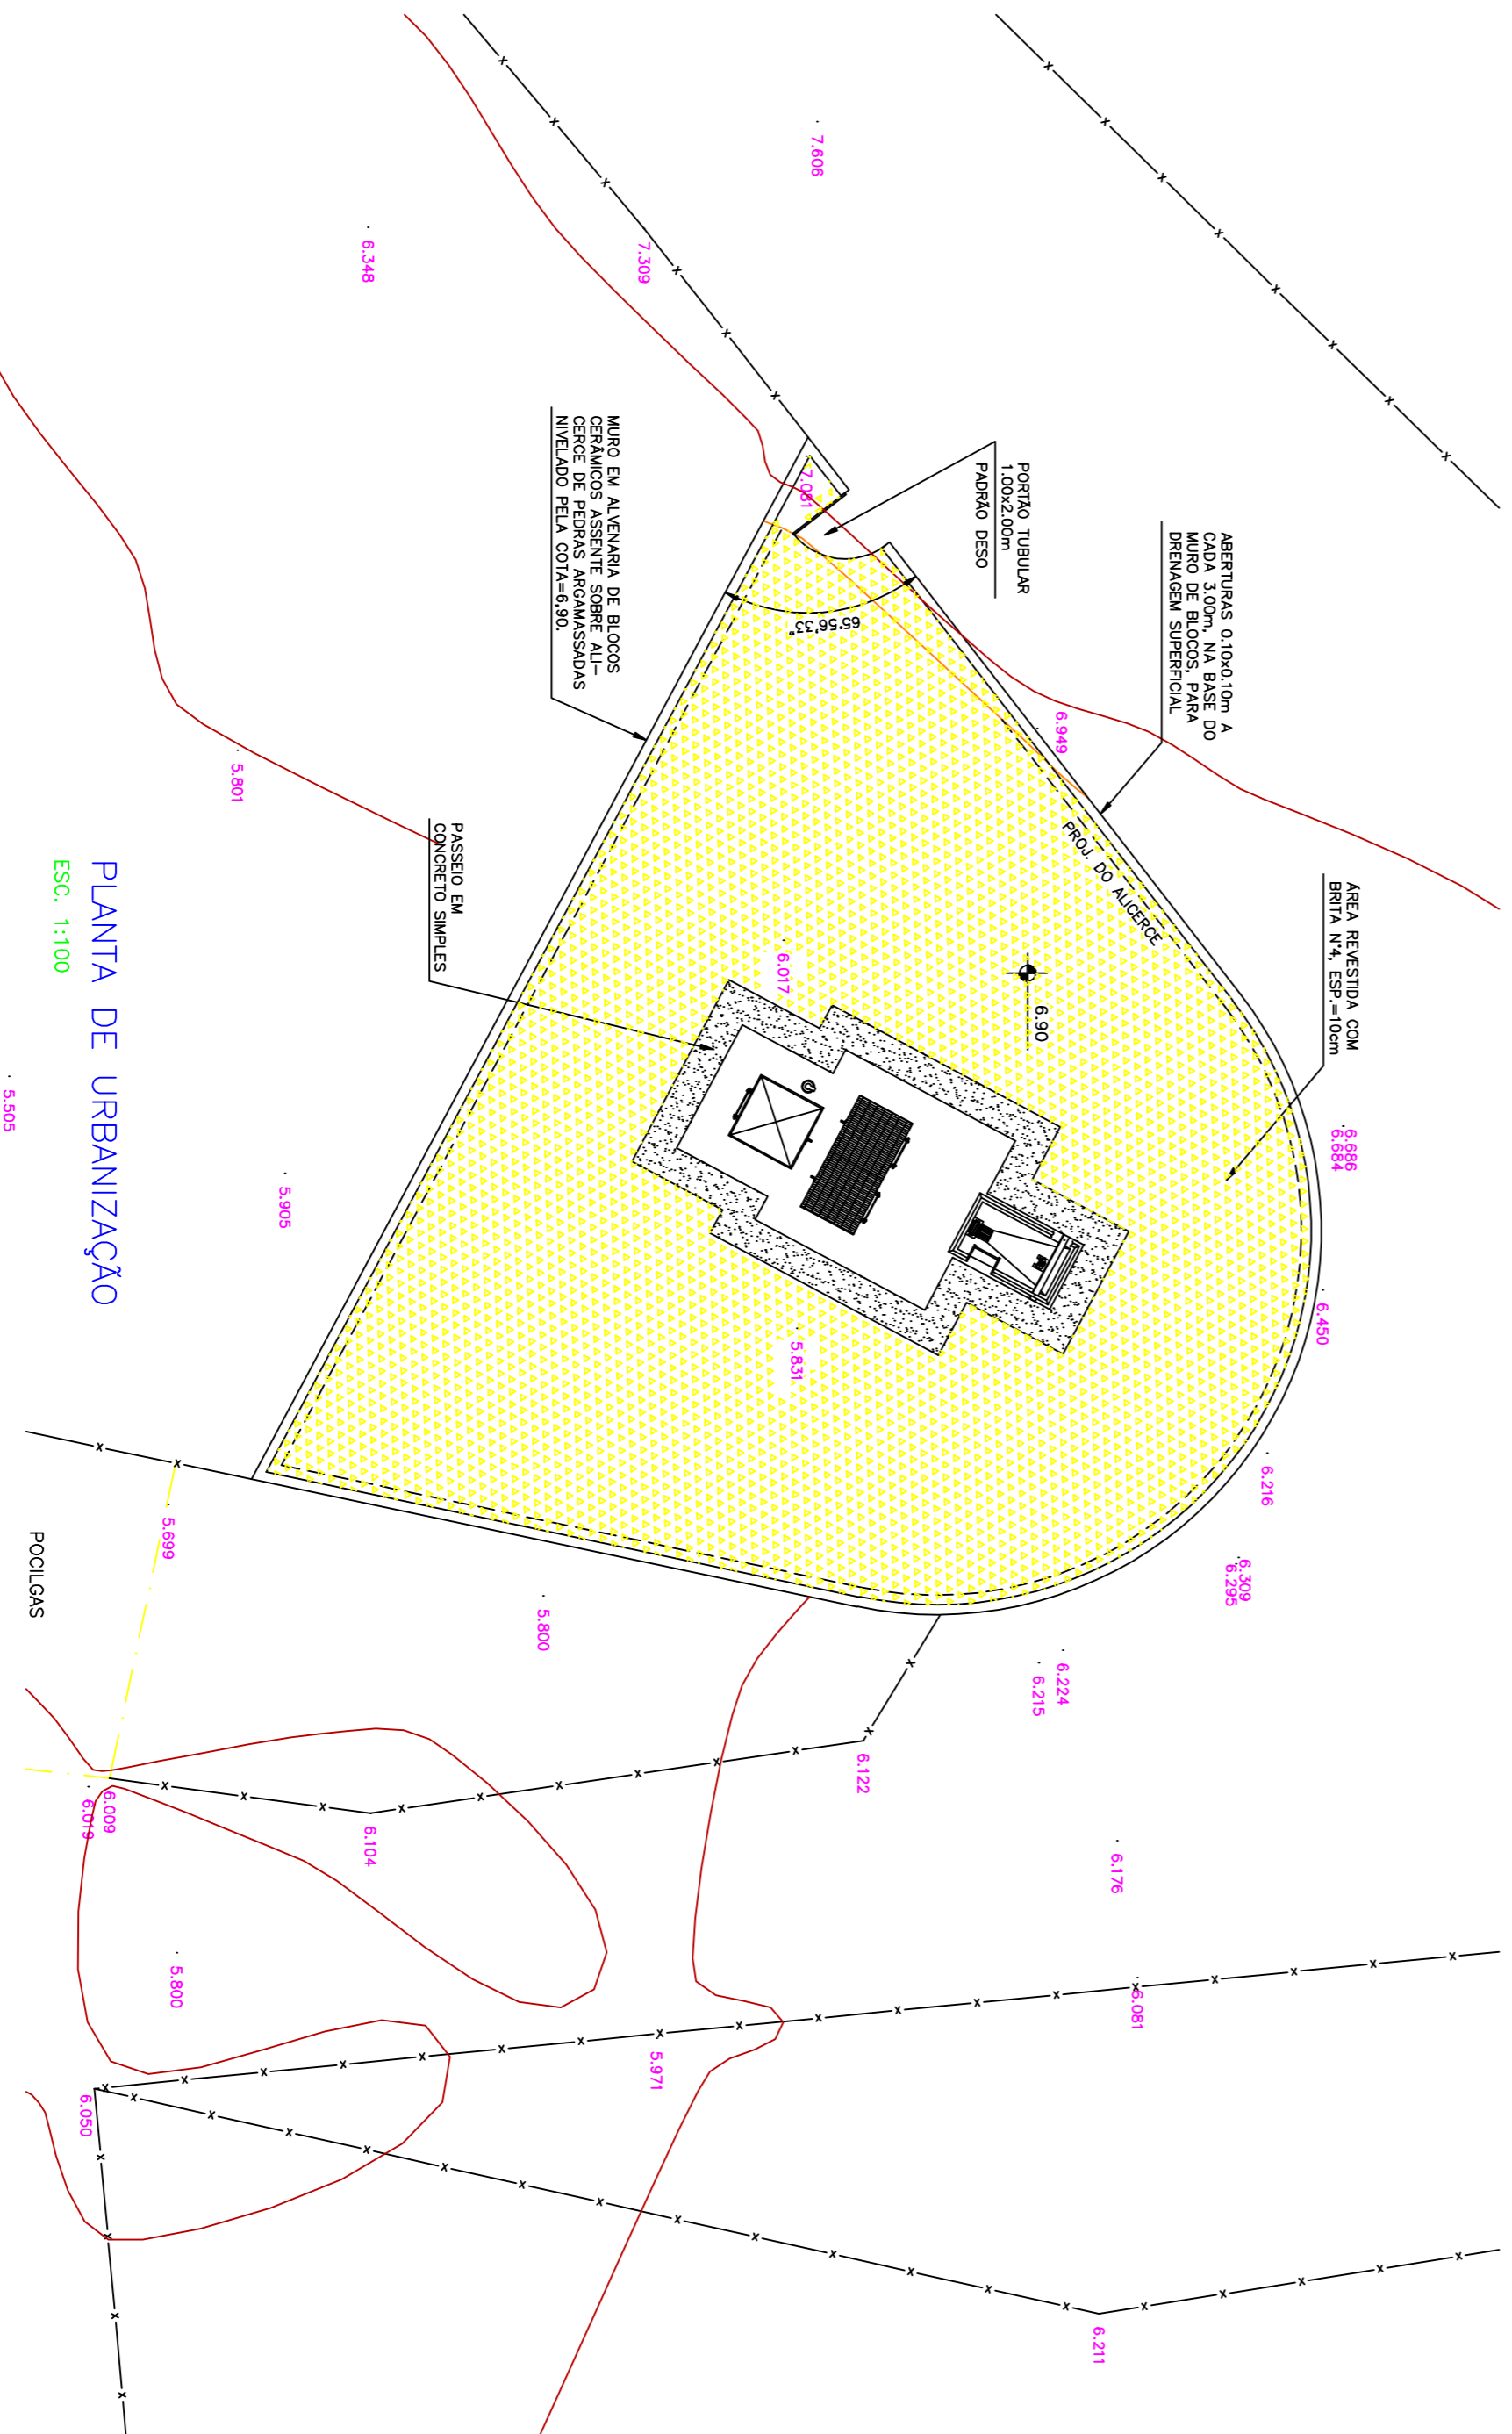 ÁREA REVESTIDA COM
BRITA N°4, ESP.=10cm
ABERTURAS 0.10x0.10m A
CADA 3.00m, NA BASE DO
MURO DE BLOCOS, PARA
DRENAGEM SUPERFICIAL
PORTÃO TUBULAR
1.00x2.00m
PADRÃO DESO
MURO EM ALVENARIA DE BLOCOS
CERÂMICOS ASSENTE SOBRE ALI-
CERCE DE PEDRAS ARGAMASSADAS
NIVELADO PELA COTA=6,90.
PASSEIO EM
CONCRETO SIMPLES
PROJ. DO ALICERCE
65°56'33"
6.90
7.606
7.309
6.348
7.081
6.949
6.017
5.801
5.831
6.686
6.684
6.450
6.216
6.309
6.295
6.224
6.215
6.122
6.176
6.081
6.211
5.971
5.800
5.905
5.505
5.699
6.104
6.009
6.019
5.800
6.050
POCILGAS
PLANTA DE URBANIZAÇÃO
ESC. 1:100